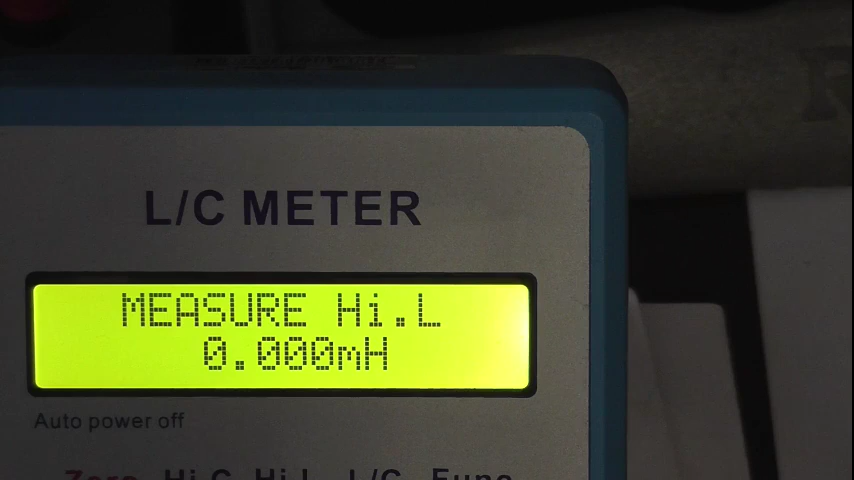 L/C METER
MEASURE Hi.L
0.000mH
Auto power off
Zero Hi.C Hi.L L/C Func